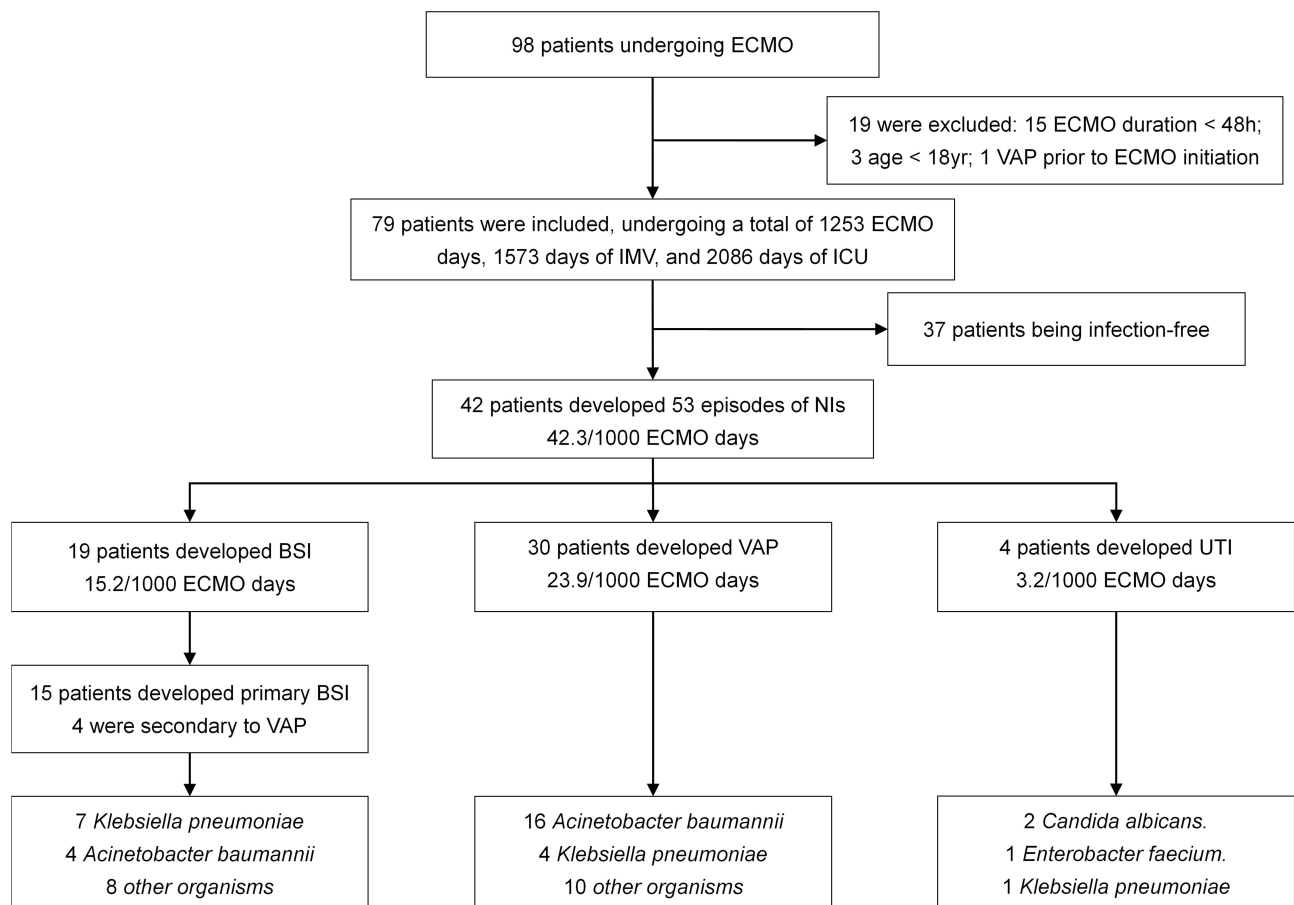 98 patients undergoing ECMO
19 were excluded: 15 ECMO duration < 48h;
3 age < 18yr; 1 VAP prior to ECMO initiation
79 patients were included, undergoing a total of 1253 ECMO
days, 1573 days of IMV, and 2086 days of ICU
37 patients being infection-free
42 patients developed 53 episodes of NIs
42.3/1000 ECMO days
19 patients developed BSI
15.2/1000 ECMO days
30 patients developed VAP
23.9/1000 ECMO days
4 patients developed UTI
3.2/1000 ECMO days
15 patients developed primary BSI
4 were secondary to VAP
7 Klebsiella pneumoniae
4 Acinetobacter baumannii
8 other organisms
16 Acinetobacter baumannii
4 Klebsiella pneumoniae
10 other organisms
2 Candida albicans.
1 Enterobacter faecium.
1 Klebsiella pneumoniae